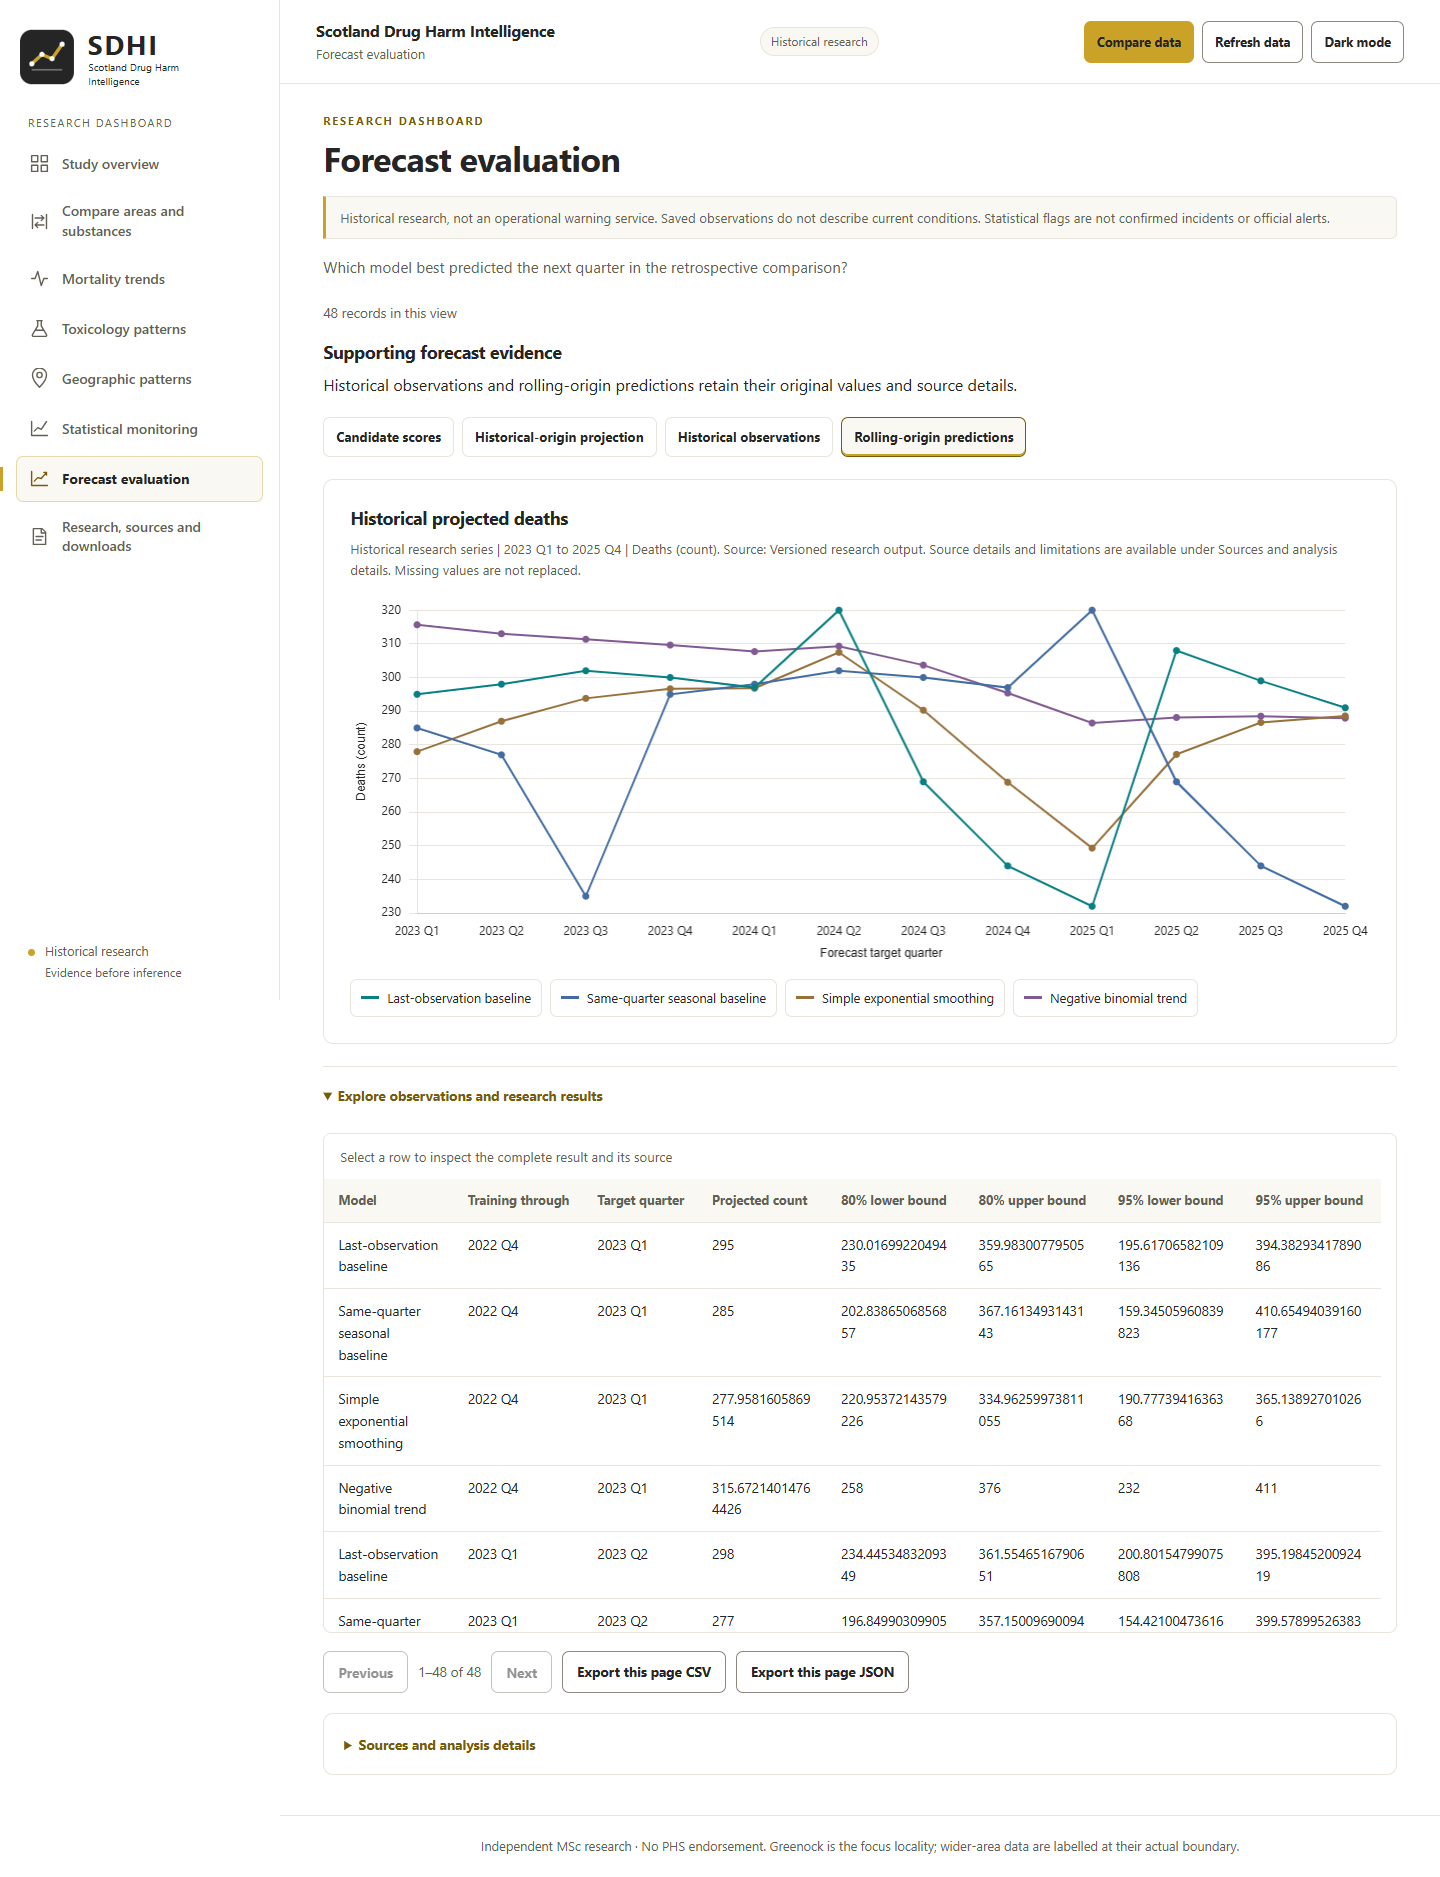 SDHI
Scotland Drug Harm
Intelligence
RESEARCH DASHBOARD
Study overview
Compare areas and
substances
Mortality trends
Toxicology patterns
Geographic patterns
Statistical monitoring
Forecast evaluation
Research, sources and
downloads
Historical research
Evidence before inference
Scotland Drug Harm Intelligence
Forecast evaluation
Historical research
Compare data
Refresh data
Dark mode
RESEARCH DASHBOARD
Forecast evaluation
Historical research, not an operational warning service. Saved observations do not describe current conditions. Statistical flags are not confirmed incidents or official alerts.
Which model best predicted the next quarter in the retrospective comparison?
48 records in this view
Supporting forecast evidence
Historical observations and rolling-origin predictions retain their original values and source details.
Candidate scores
Historical-origin projection
Historical observations
Rolling-origin predictions
Historical projected deaths
Historical research series | 2023 Q1 to 2025 Q4 | Deaths (count). Source: Versioned research output. Source details and limitations are available under Sources and analysis
details. Missing values are not replaced.
320
310
300
290
280
270
260
250
240
230
Deaths (count)
2023 Q1 2023 Q2 2023 Q3 2023 Q4 2024 Q1 2024 Q2 2024 Q3 2024 Q4 2025 Q1 2025 Q2 2025 Q3 2025 Q4
Forecast target quarter
Last-observation baseline
Same-quarter seasonal baseline
Simple exponential smoothing
Negative binomial trend
▼ Explore observations and research results
Select a row to inspect the complete result and its source
Model Training through Target quarter Projected count 80% lower bound 80% upper bound 95% lower bound 95% upper bound
Last-observation 2022 Q4 2023 Q1 295 230.01699220494 359.98300779505 195.61706582109 394.38293417890
baseline 35 65 136 86
Same-quarter 2022 Q4 2023 Q1 285 202.83865068568 367.16134931431 159.34505960839 410.65494039160
seasonal 57 43 823 177
baseline
Simple 2022 Q4 2023 Q1 277.9581605869 220.95372143579 334.96259973811 190.77739416363 365.13892701026
exponential 514 226 055 68 6
smoothing
Negative 2022 Q4 2023 Q1 315.6721401476 258 376 232 411
binomial trend 4426
Last-observation 2023 Q1 2023 Q2 298 234.44534832093 361.55465167906 200.80154799075 395.19845200924
baseline 49 51 808 19
Same-quarter 2023 Q1 2023 Q2 277 196.84990309905 357.15009690094 154.42100473616 399.57899526383
Previous
1–48 of 48
Next
Export this page CSV
Export this page JSON
▶ Sources and analysis details
Independent MSc research · No PHS endorsement. Greenock is the focus locality; wider-area data are labelled at their actual boundary.